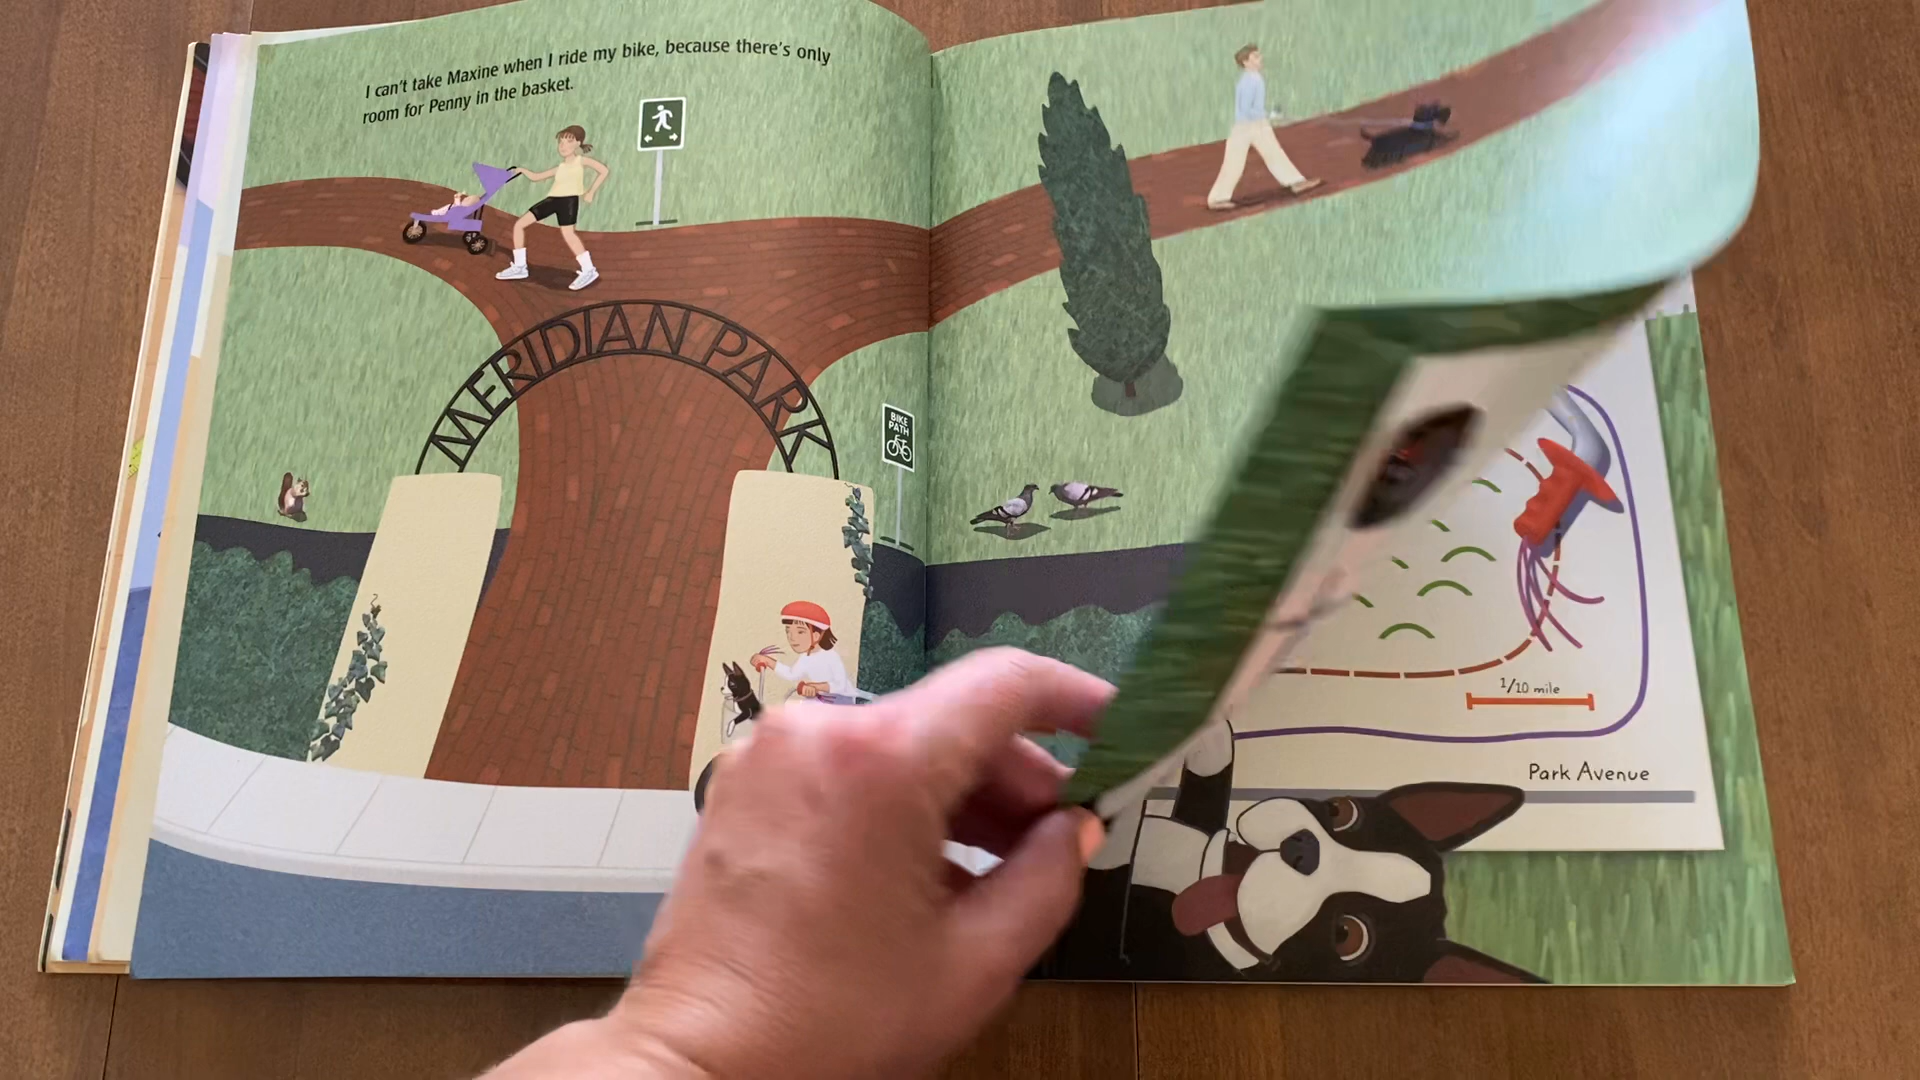 I can't take Maxine when I ride my bike, because there's only
room for Penny in the basket.
MERIDIAN PARK
BIKE
PATH
1/10 mile
Park Avenue